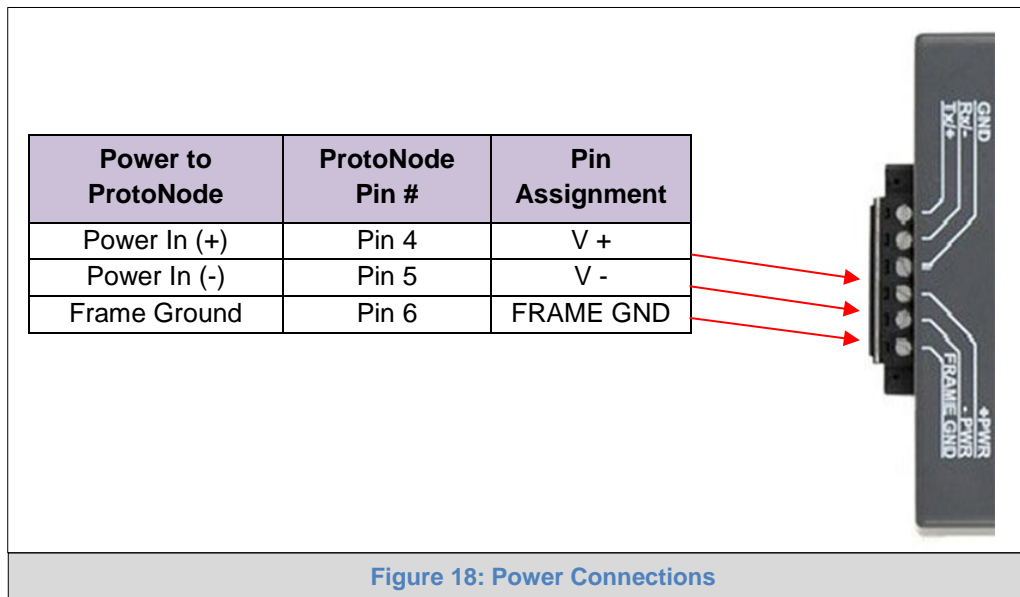 Power to ProtoNode | ProtoNode Pin # | Pin Assignment
Power In (+) | Pin 4 | V +
Power In (-) | Pin 5 | V -
Frame Ground | Pin 6 | FRAME GND
Tx/+
Rx/-
GND
FRAME GND
- PWR
+PWR
Figure 18: Power Connections